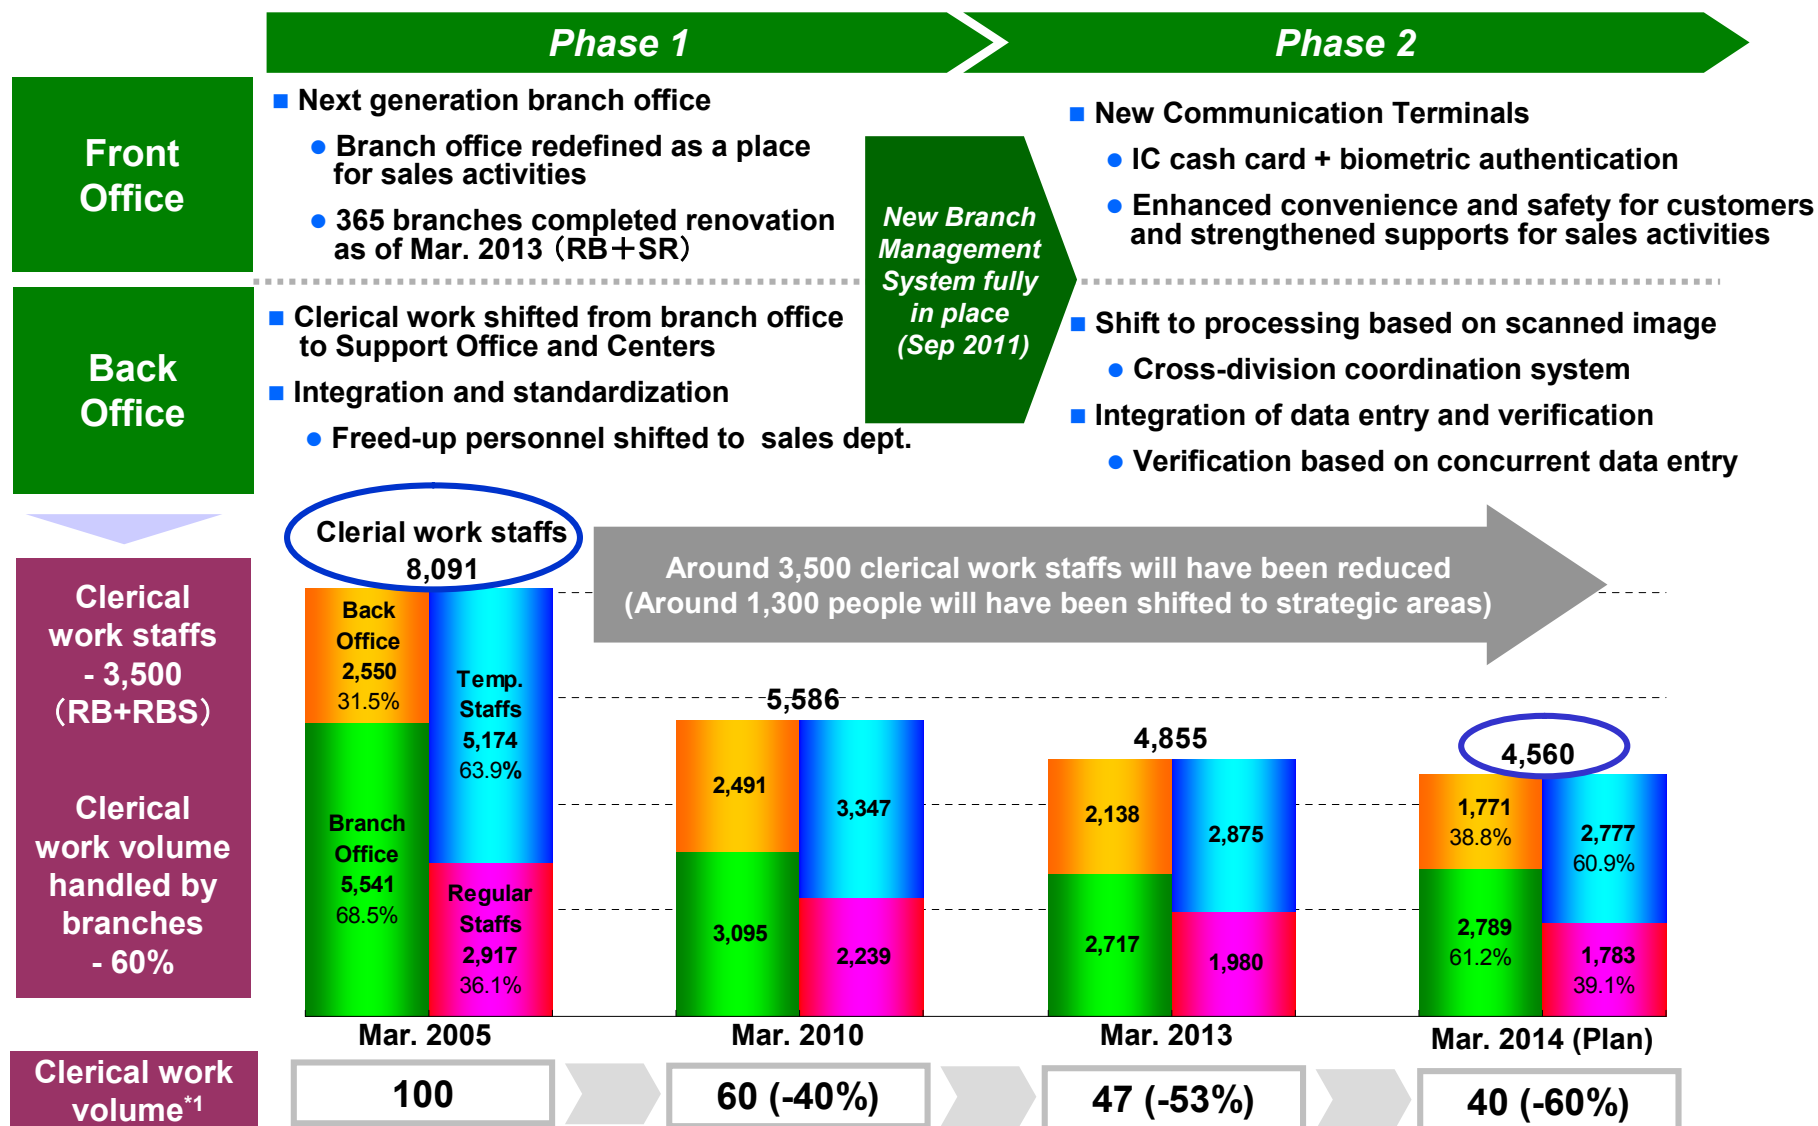 Phase 1
Phase 2
Front
Office
■ Next generation branch office
● Branch office redefined as a place
for sales activities
● 365 branches completed renovation
as of Mar. 2013 (RB+SR)
New Branch
Management
System fully
in place
(Sep 2011)
■ New Communication Terminals
● IC cash card + biometric authentication
● Enhanced convenience and safety for customers
and strengthened supports for sales activities
Back
Office
■ Clerical work shifted from branch office
to Support Office and Centers
■ Integration and standardization
● Freed-up personnel shifted to sales dept.
■ Shift to processing based on scanned image
● Cross-division coordination system
■ Integration of data entry and verification
● Verification based on concurrent data entry
Clerical
work staffs
- 3,500
(RB+RBS)
Clerical
work volume
handled by
branches
- 60%
Clerial work staffs
8,091
Around 3,500 clerical work staffs will have been reduced
(Around 1,300 people will have been shifted to strategic areas)
Back
Office
2,550
31.5%
Temp.
Staffs
5,174
63.9%
Branch
Office
5,541
68.5%
Regular
Staffs
2,917
36.1%
5,586
2,491
3,347
3,095
2,239
4,855
2,138
2,875
2,717
1,980
4,560
1,771
38.8%
2,777
60.9%
2,789
61.2%
1,783
39.1%
Mar. 2005
Mar. 2010
Mar. 2013
Mar. 2014 (Plan)
Clerical work
volume*1
100
60 (-40%)
47 (-53%)
40 (-60%)